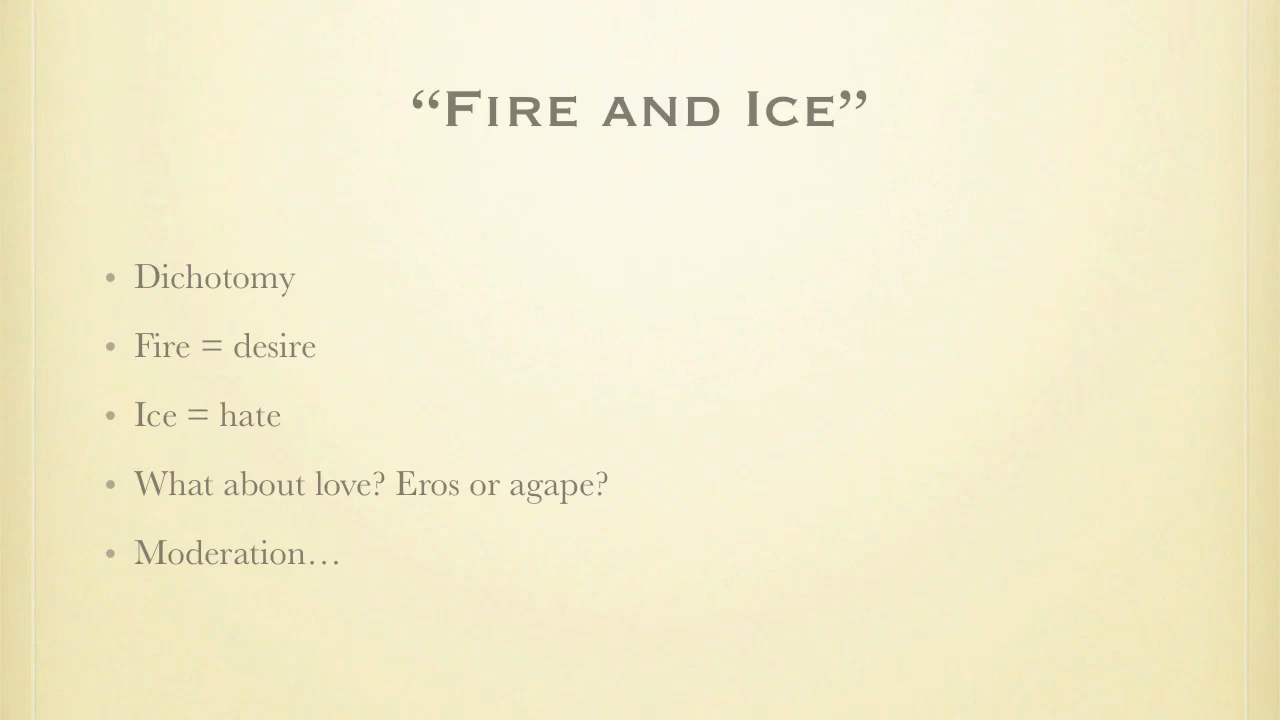 “Fire and Ice”
• Dichotomy
• Fire = desire
• Ice = hate
• What about love? Eros or agape?
• Moderation…